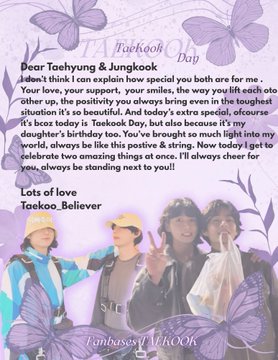 TAEKOOK
TaeKook
Day
Dear Taehyung & Jungkook
I don't think I can explain how special you both are for me .
Your love, your support, your smiles, the way you lift each oto
other up, the positivity you always bring even in the toughest
situation it's so beautiful. And today's extra special, ofcourse
it's bcoz today is Taekook Day, but also because it's my
daughter's birthday too. You've brought so much light into my
world, always be like this postive & string. Now today I get to
celebrate two amazing things at once. I'll always cheer for
you, always be standing next to you!!
Lots of love
Taekoo_Believer
Fanbases TAEKOOK